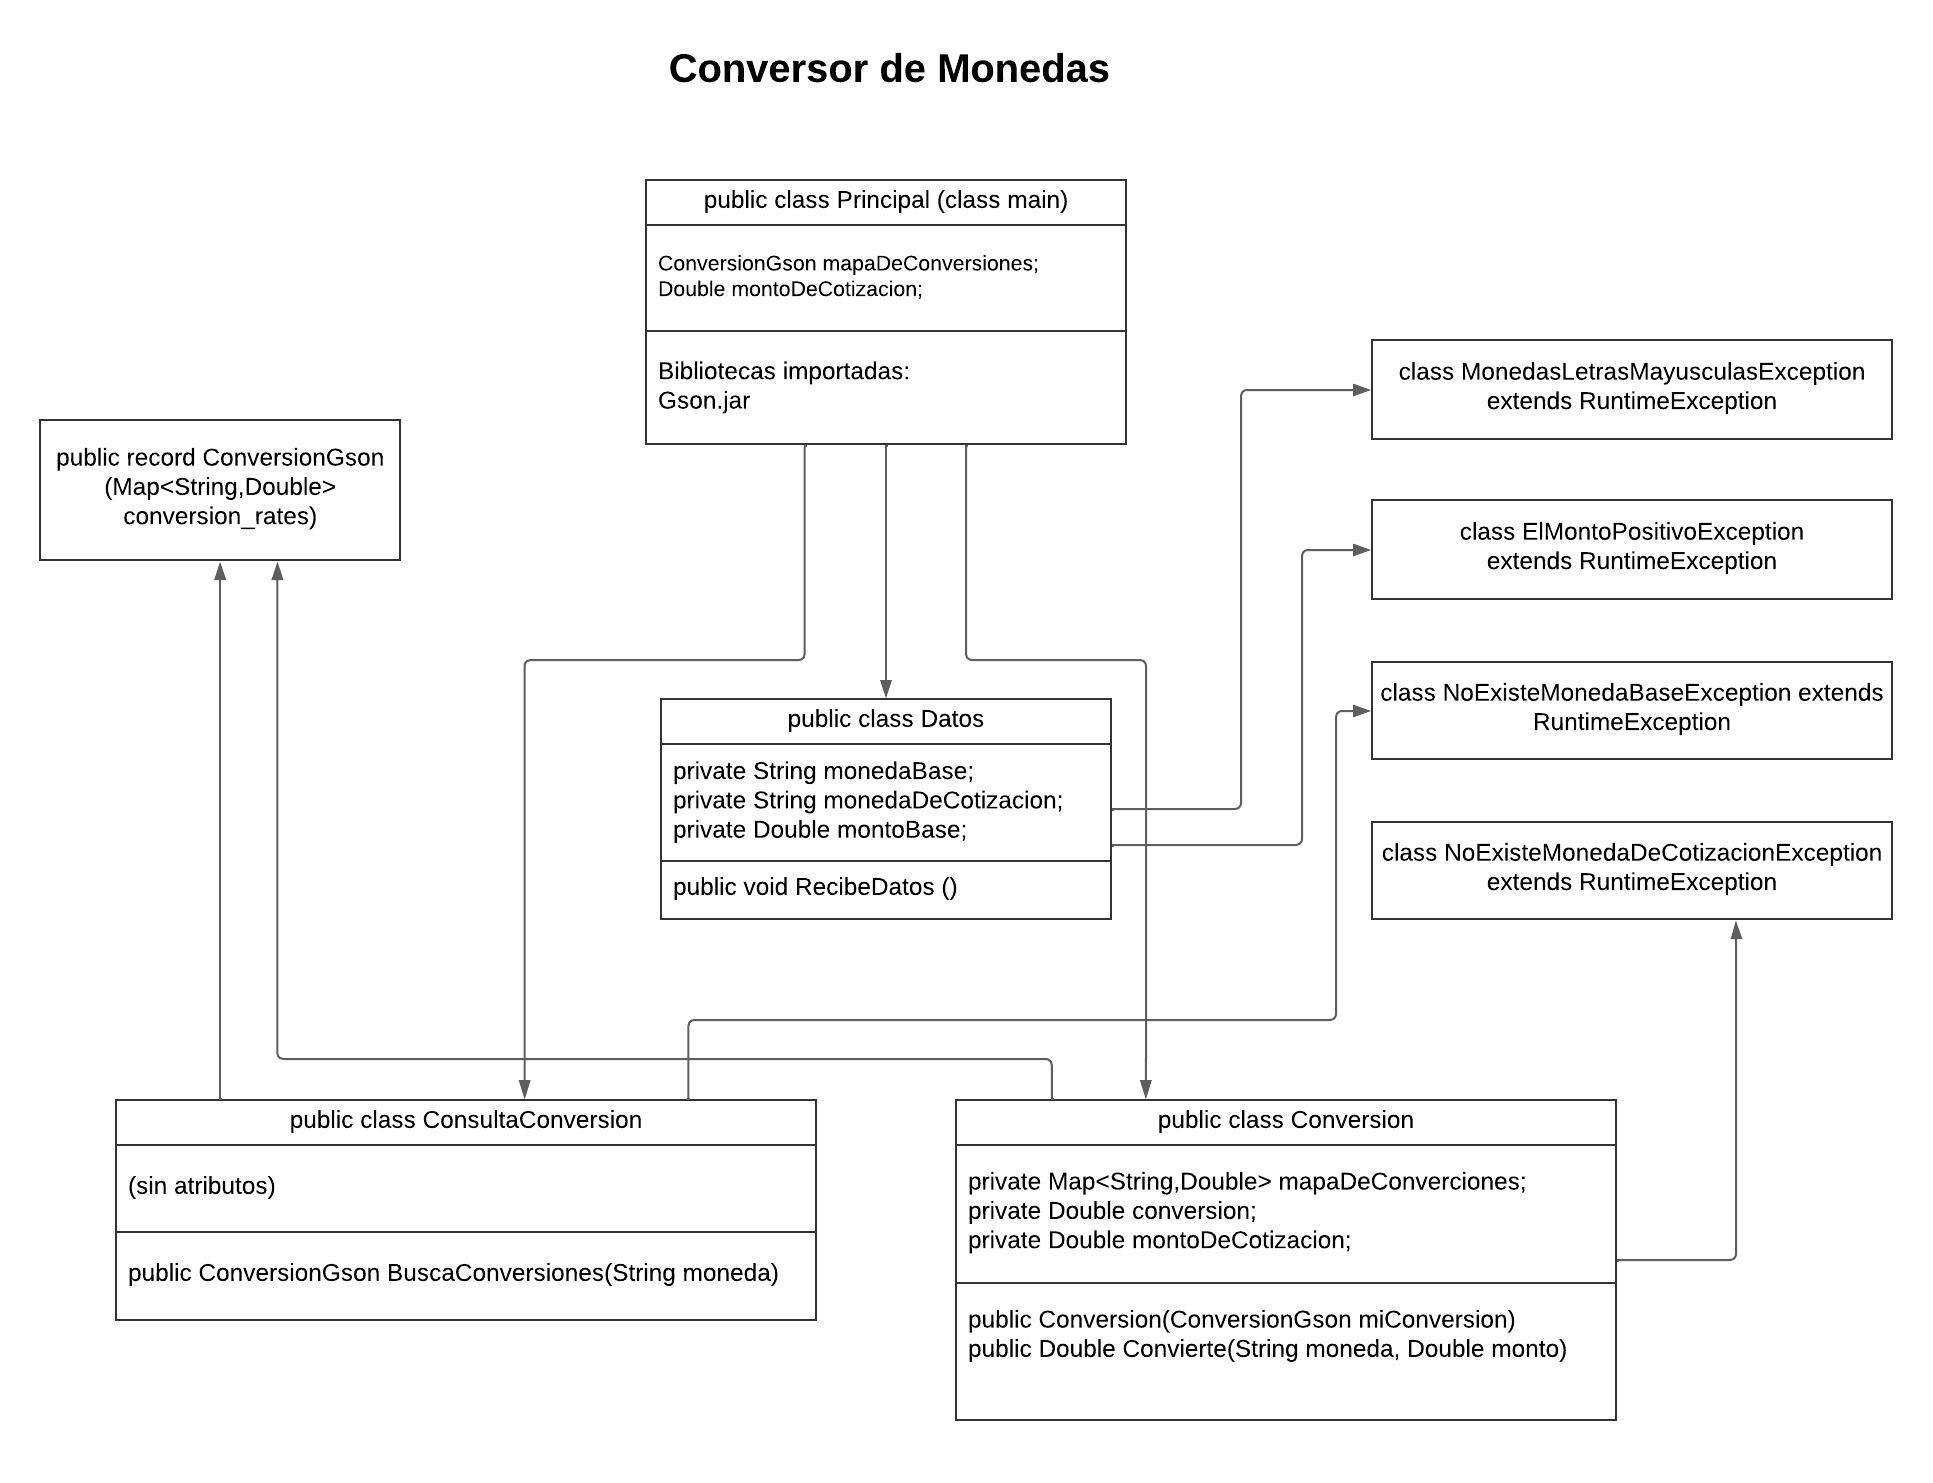 Conversor de Monedas
public class Principal (class main)
ConversionGson mapaDeConversiones;
Double montoDeCotizacion;
Bibliotecas importadas:
Gson.jar
public record ConversionGson
(Map<String,Double>
conversion_rates)
class MonedasLetrasMayusculasException
extends RuntimeException
class ElMontoPositivoException
extends RuntimeException
class NoExisteMonedaBaseException extends
RuntimeException
class NoExisteMonedaDeCotizacionException
extends RuntimeException
public class Datos
private String monedaBase;
private String monedaDeCotizacion;
private Double montoBase;
public void RecibeDatos ()
public class ConsultaConversion
(sin atributos)
public ConversionGson BuscaConversiones(String moneda)
public class Conversion
private Map<String,Double> mapaDeConverciones;
private Double conversion;
private Double montoDeCotizacion;
public Conversion(ConversionGson miConversion)
public Double Convierte(String moneda, Double monto)